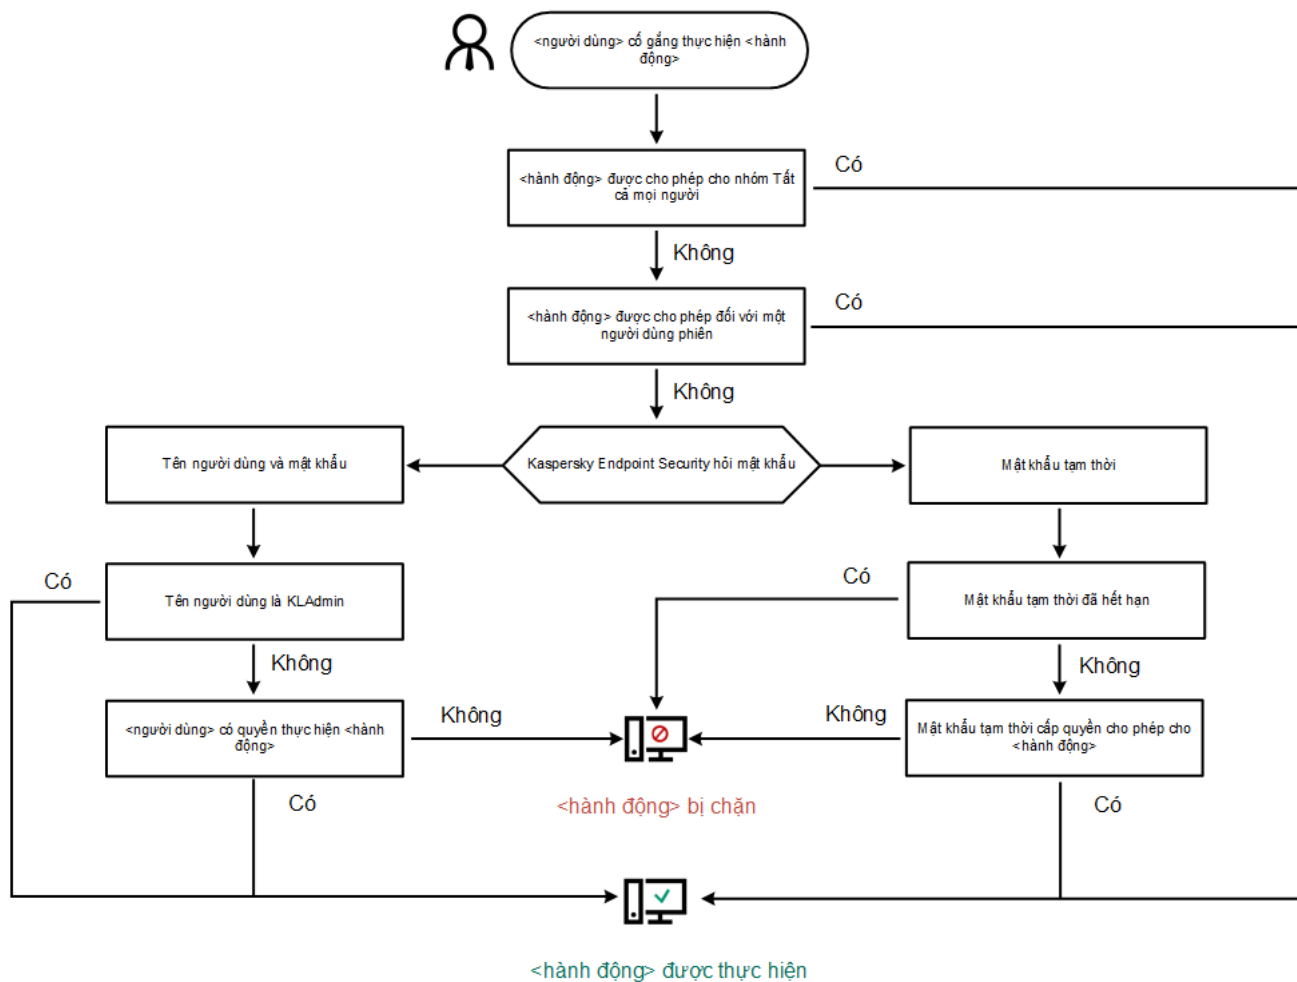 <người dùng> cố gắng thực hiện <hành
động>
<hành động> được cho phép cho nhóm Tất
cả mọi người
Có
Không
<hành động> được cho phép đối với một
người dùng phiên
Có
Không
Tên người dùng và mật khẩu
Kaspersky Endpoint Security hỏi mật khẩu
Mật khẩu tạm thời
Có
Tên người dùng là KLAdmin
Có
Mật khẩu tạm thời đã hết hạn
Không
Không
<người dùng> có quyền thực hiện <hành
động>
Không
Không
Mật khẩu tạm thời cấp quyền cho phép cho
<hành động>
Có
<hành động> bị chặn
Có
<hành động> được thực hiện